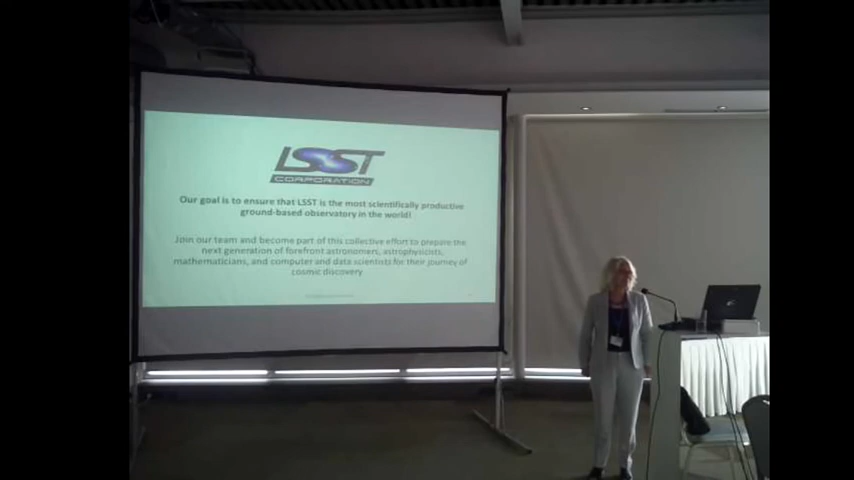 LSST
CORPORATION
Our goal is to ensure that LSST is the most scientifically productive
ground-based observatory in the world!
Join our team and become part of this collective effort to prepare the
next generation of forefront astronomers, astrophysicists,
mathematicians, and computer and data scientists for their journey of
cosmic discovery